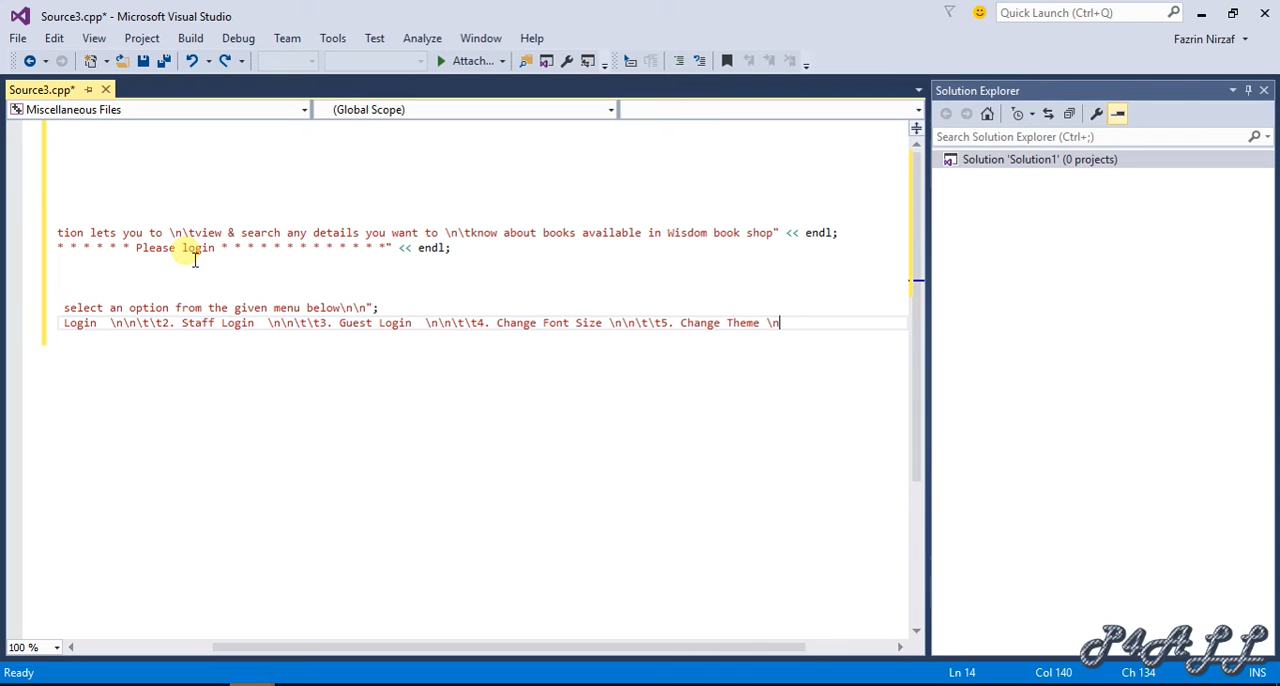 Source3.cpp* - Microsoft Visual Studio
Quick Launch (Ctrl+Q)
File Edit View Project Build Debug Team Tools Test Analyze Window Help
Fazrin Nirzaf
Attach...
Source3.cpp*
Miscellaneous Files
(Global Scope)
tion lets you to \n\tview & search any details you want to \n\tknow about books available in Wisdom book shop" << endl;
* * * * * * Please login * * * * * * * * * * * * *" << endl;
select an option from the given menu below\n\n";
Login  \n\n\t\t2. Staff Login  \n\n\t\t3. Guest Login  \n\n\t\t4. Change Font Size \n\n\t\t5. Change Theme \n
100 %
Solution Explorer
Search Solution Explorer (Ctrl+;)
Solution 'Solution1' (0 projects)
P4ALL
Ready
Ln 14
Col 140
Ch 134
INS